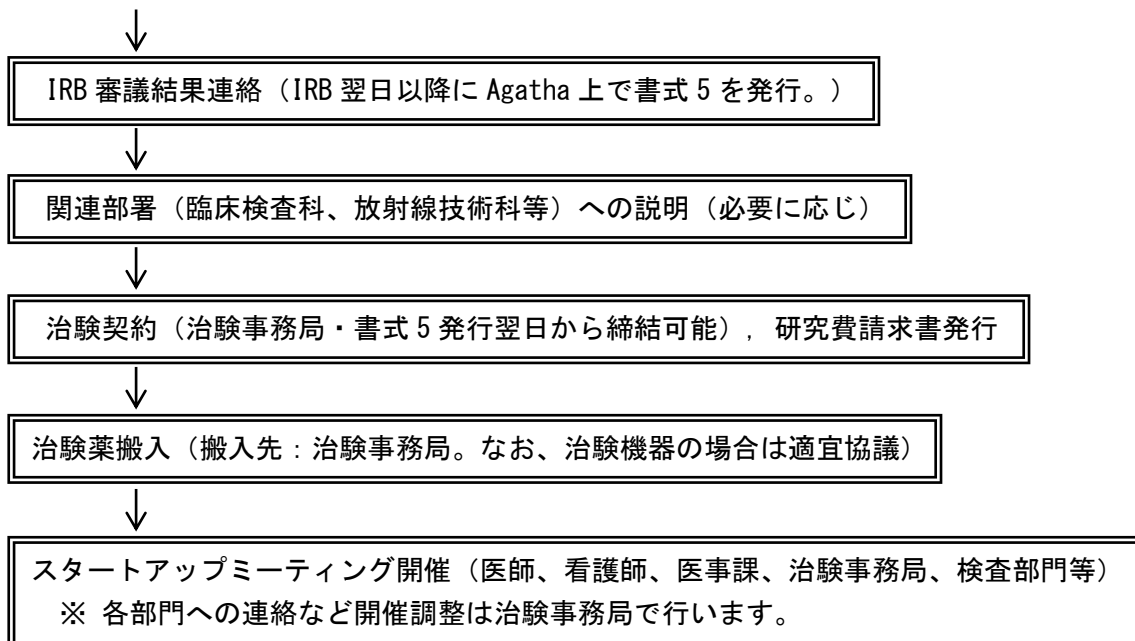 IRB 審議結果連絡（IRB 翌日以降に Agatha 上で書式 5 を発行。）
関連部署（臨床検査科、放射線技術科等）への説明（必要に応じ）
治験契約（治験事務局・書式 5 発行翌日から締結可能）, 研究費請求書発行
治験薬搬入（搬入先：治験事務局。なお、治験機器の場合は適宜協議）
スタートアップミーティング開催（医師、看護師、医事課、治験事務局、検査部門等）
※ 各部門への連絡など開催調整は治験事務局で行います。